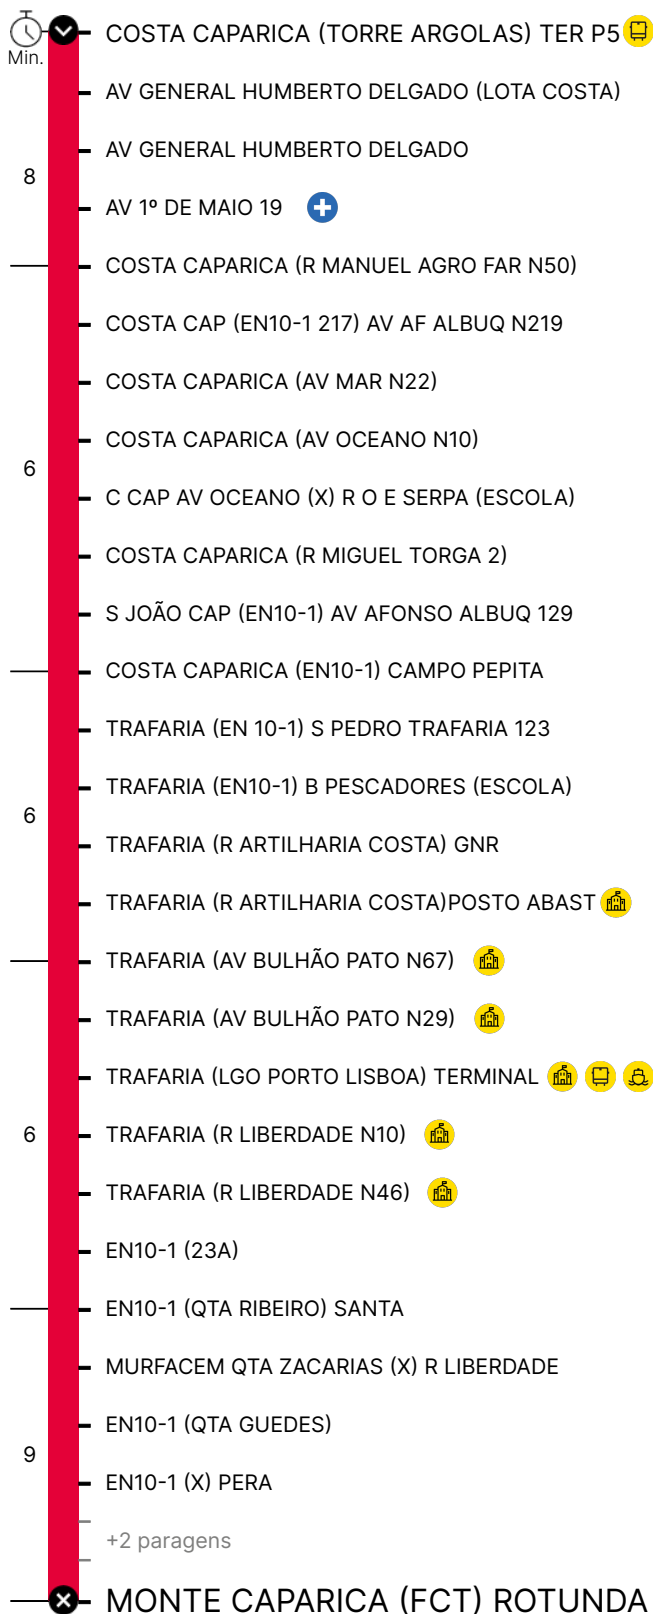 COSTA CAPARICA (TORRE ARGOLAS) TER P5
Min.
AV GENERAL HUMBERTO DELGADO (LOTA COSTA)
AV GENERAL HUMBERTO DELGADO
8
AV 1º DE MAIO 19
COSTA CAPARICA (R MANUEL AGRO FAR N50)
COSTA CAP (EN10-1 217) AV AF ALBUQ N219
COSTA CAPARICA (AV MAR N22)
COSTA CAPARICA (AV OCEANO N10)
6
C CAP AV OCEANO (X) R O E SERPA (ESCOLA)
COSTA CAPARICA (R MIGUEL TORGA 2)
S JOÃO CAP (EN10-1) AV AFONSO ALBUQ 129
COSTA CAPARICA (EN10-1) CAMPO PEPITA
TRAFARIA (EN 10-1) S PEDRO TRAFARIA 123
TRAFARIA (EN10-1) B PESCADORES (ESCOLA)
6
TRAFARIA (R ARTILHARIA COSTA) GNR
TRAFARIA (R ARTILHARIA COSTA)POSTO ABAST
TRAFARIA (AV BULHÃO PATO N67)
TRAFARIA (AV BULHÃO PATO N29)
TRAFARIA (LGO PORTO LISBOA) TERMINAL
6
TRAFARIA (R LIBERDADE N10)
TRAFARIA (R LIBERDADE N46)
EN10-1 (23A)
EN10-1 (QTA RIBEIRO) SANTA
MURFACEM QTA ZACARIAS (X) R LIBERDADE
EN10-1 (QTA GUEDES)
9
EN10-1 (X) PERA
+2 paragens
MONTE CAPARICA (FCT) ROTUNDA